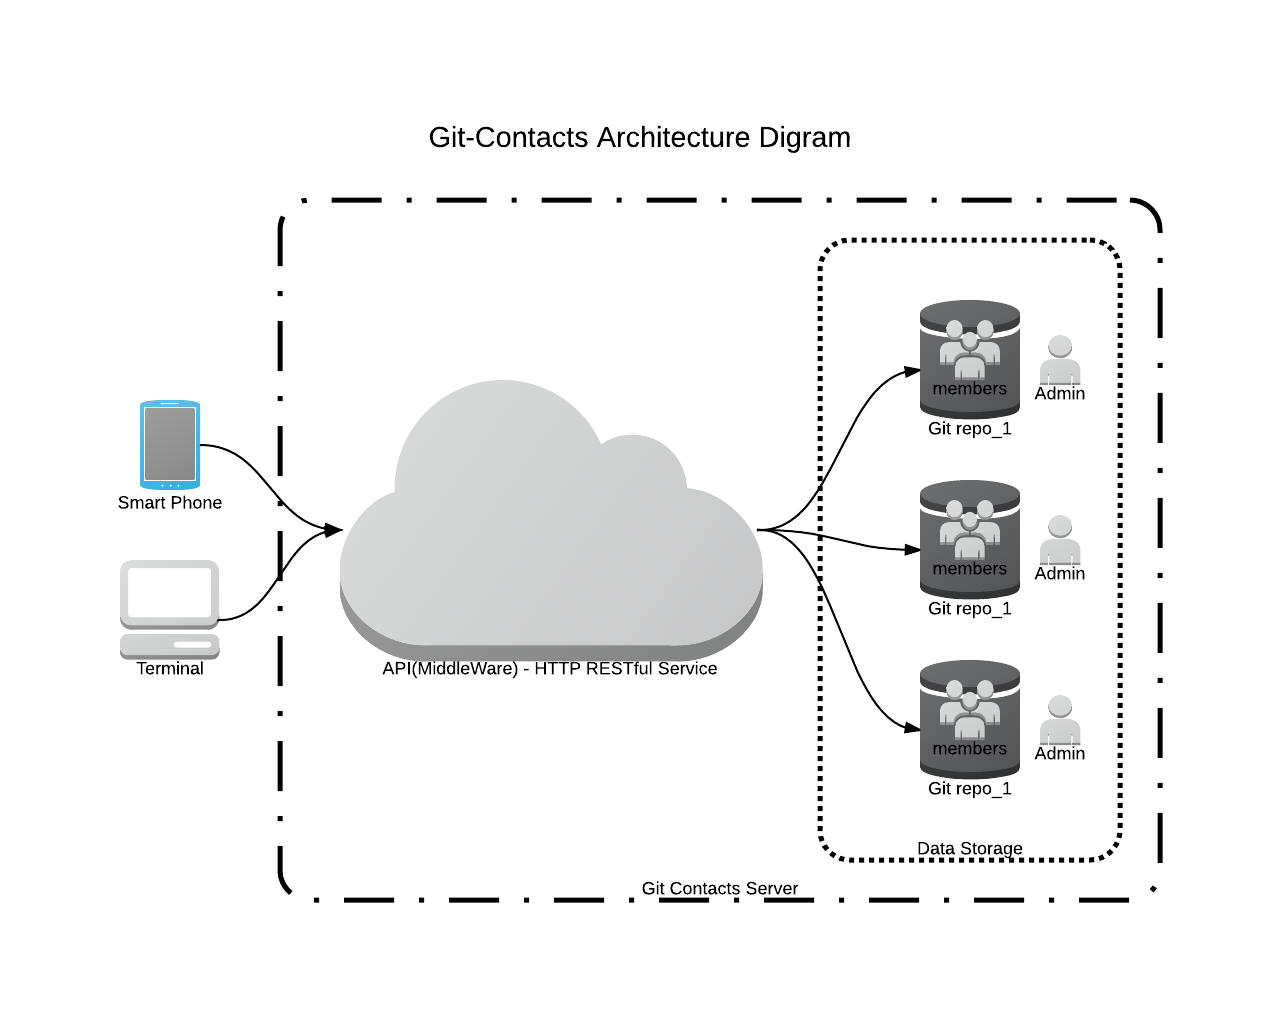 Git-Contacts Architecture Digram
members
Admin
Git repo_1
Smart Phone
members
Admin
Git repo_1
Terminal
API(MiddleWare) - HTTP RESTful Service
members
Admin
Git repo_1
Data Storage
Git Contacts Server